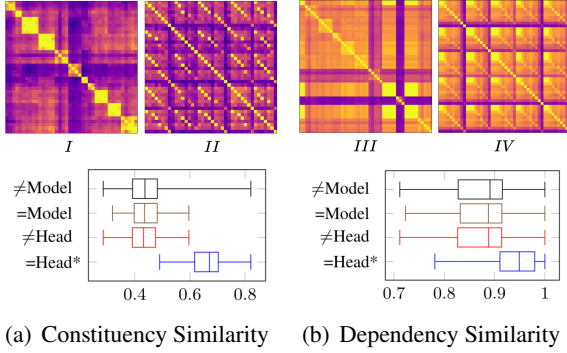 I II III IV
≠Model ≠Model
=Model =Model
≠Head ≠Head
=Head* =Head*
0.4 0.6 0.8 0.7 0.8 0.9 1
(a) Constituency Similarity (b) Dependency Similarity